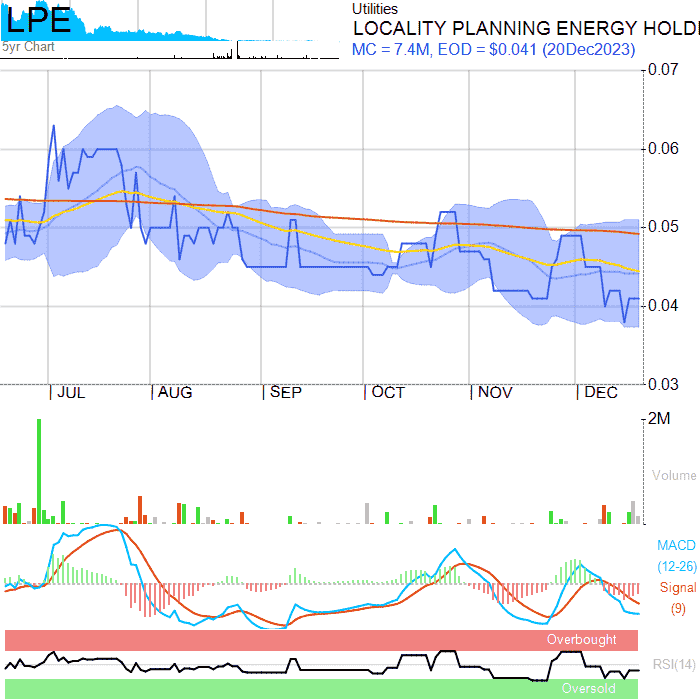 LPE
5yr Chart
Utilities
LOCALITY PLANNING ENERGY HOLDI
MC = 7.4M, EOD = $0.041 (20Dec2023)
0.07
0.06
0.05
0.04
0.03
JUL AUG SEP OCT NOV DEC
2M
Volume
MACD
(12-26)
Signal
(9)
Overbought
RSI(14)
Oversold